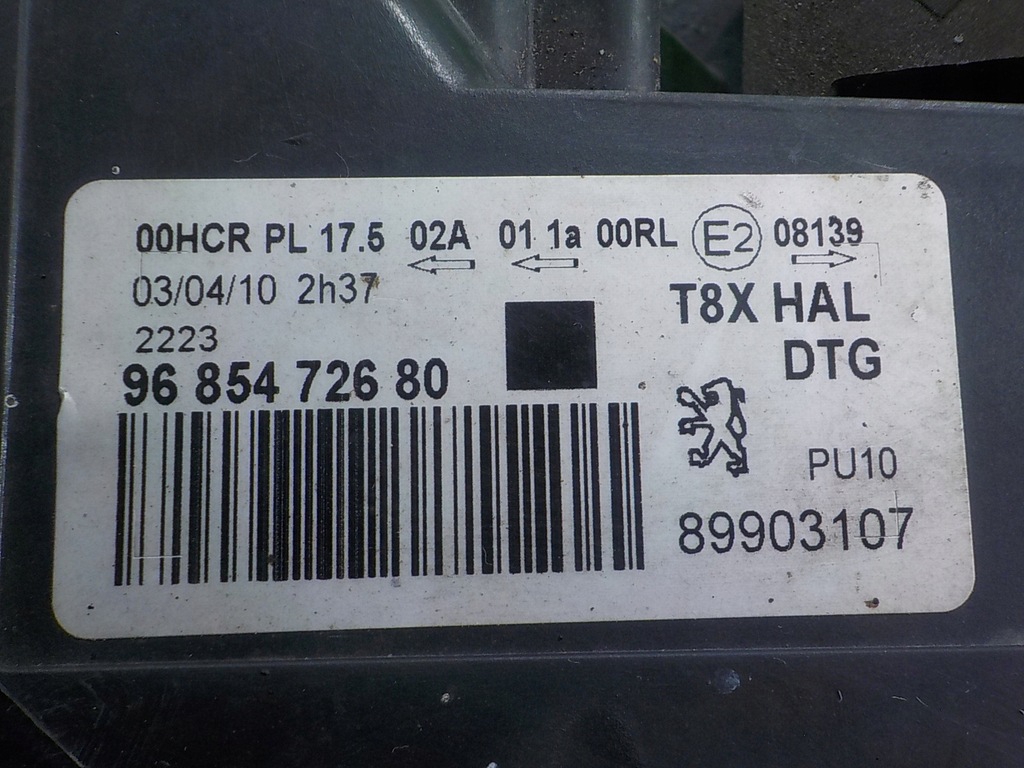 00HCR PL 17.5 02A 01 1a 00RL E2 08139
03/04/10 2h37
T8X HAL
2223
DTG
96 854 726 80
PU10
89903107